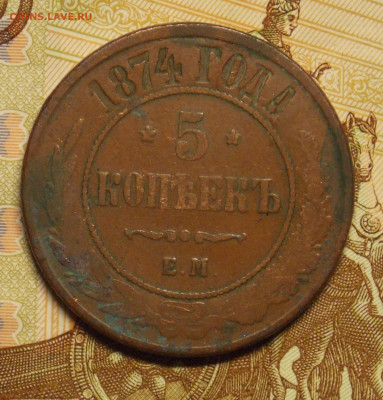 COINS.LAVE.RU
1874 ГОДА
* 5 *
КОПѢЕКЪ
Е.М.